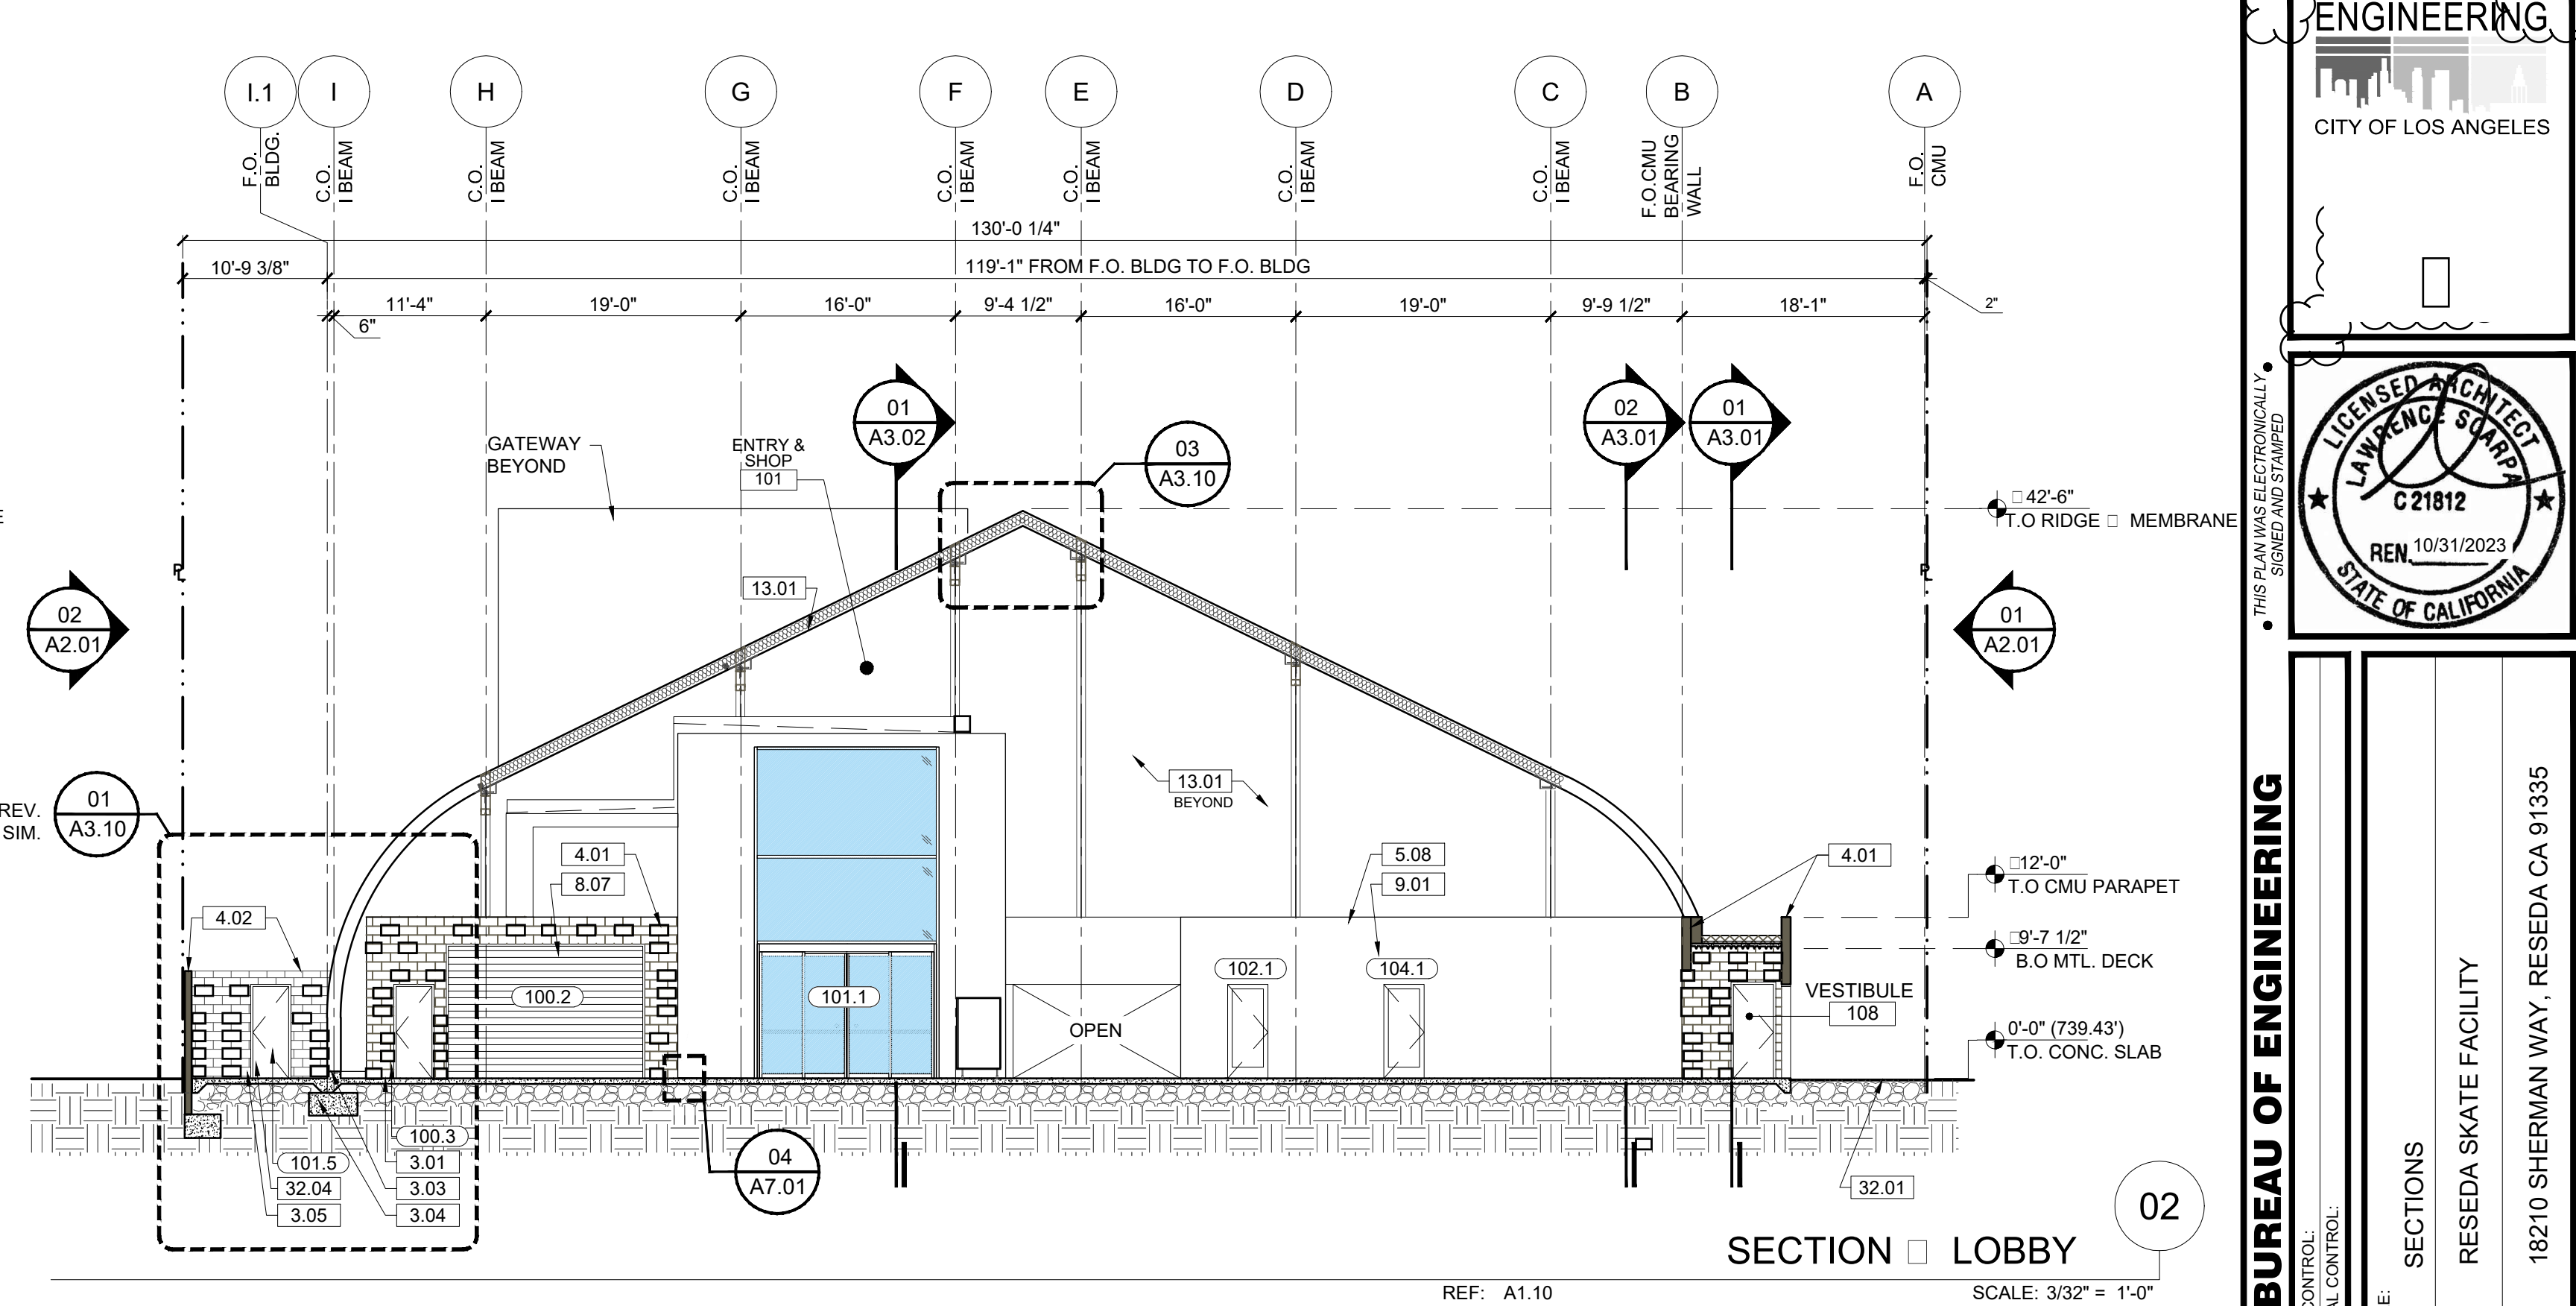 I.1 I H G F E D C B A
F.O.
BLDG.
C.O.
I BEAM
C.O.
I BEAM
C.O.
I BEAM
C.O.
I BEAM
C.O.
I BEAM
C.O.
I BEAM
C.O.
I BEAM
F.O.CMU
BEARING
WALL
F.O.
CMU
130'-0 1/4"
10'-9 3/8" 119'-1" FROM F.O. BLDG TO F.O. BLDG
11'-4" 19'-0" 16'-0" 9'-4 1/2" 16'-0" 19'-0" 9'-9 1/2" 18'-1" 2"
6"
01
A3.02
02
A3.01
01
A3.01
GATEWAY
BEYOND
ENTRY &
SHOP
101
03
A3.10
□ 42'-6"
T.O RIDGE □ MEMBRANE
PL
PL
13.01
02
A2.01
01
A2.01
13.01
BEYOND
REV.
SIM.
01
A3.10
4.01
8.07
5.08
9.01
4.01
□12'-0"
T.O CMU PARAPET
4.02
□9'-7 1/2"
B.O MTL. DECK
102.1
104.1
100.2
101.1
OPEN
VESTIBULE
108
0'-0" (739.43')
T.O. CONC. SLAB
100.3
101.5
3.01
32.04
3.03
3.05
3.04
04
A7.01
32.01
02
SECTION □ LOBBY
REF: A1.10
SCALE: 3/32" = 1'-0"
ENGINEERING
CITY OF LOS ANGELES
THIS PLAN WAS ELECTRONICALLY
SIGNED AND STAMPED
LICENSED ARCHITECT
LAWRENCE SCARPA
C 21812
REN. 10/31/2023
STATE OF CALIFORNIA
BUREAU OF ENGINEERING
CONTROL:
AL CONTROL:
E:
SECTIONS
RESEDA SKATE FACILITY
18210 SHERMAN WAY, RESEDA CA 91335